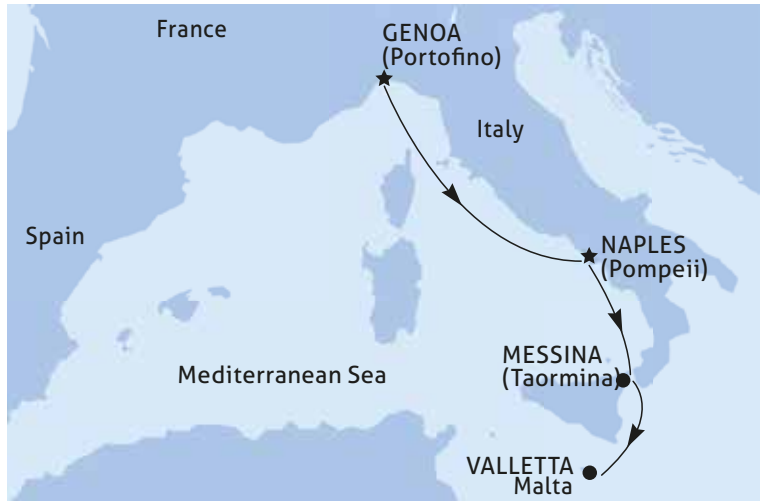 France
GENOA
(Portofino)
Italy
Spain
NAPLES
(Pompeii)
MESSINA
(Taormina)
Mediterranean Sea
VALLETTA
Malta